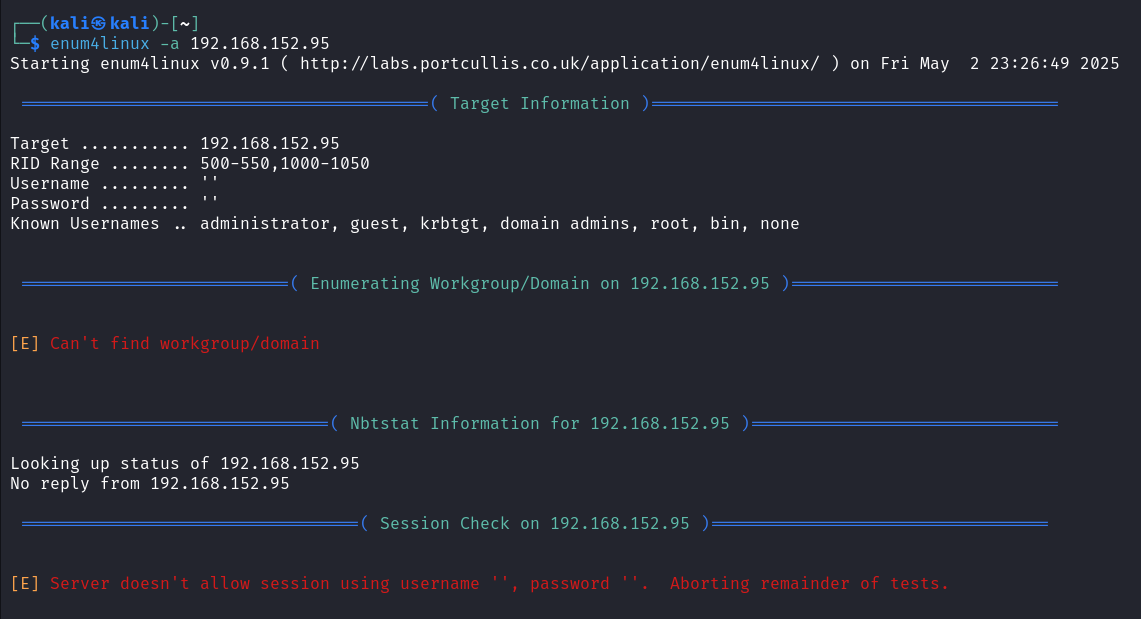 ┌──(kali㉿kali)-[~]
└─$ enum4linux -a 192.168.152.95
Starting enum4linux v0.9.1 ( http://labs.portcullis.co.uk/application/enum4linux/ ) on Fri May  2 23:26:49 2025
( Target Information )
Target ........... 192.168.152.95
RID Range ........ 500-550,1000-1050
Username ......... ''
Password ......... ''
Known Usernames .. administrator, guest, krbtgt, domain admins, root, bin, none
( Enumerating Workgroup/Domain on 192.168.152.95 )
[E] Can't find workgroup/domain
( Nbtstat Information for 192.168.152.95 )
Looking up status of 192.168.152.95
No reply from 192.168.152.95
( Session Check on 192.168.152.95 )
[E] Server doesn't allow session using username '', password ''.  Aborting remainder of tests.